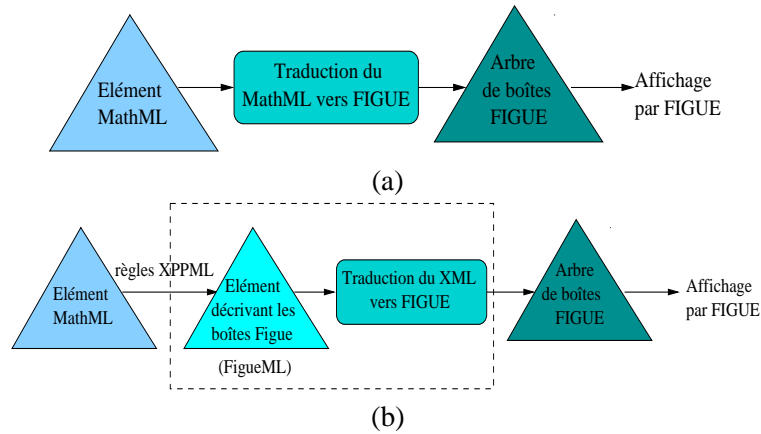 Elément
MathML
Traduction du
MathML vers FIGUE
Arbre
de boîtes
FIGUE
Affichage
par FIGUE
(a)
règles XPPML
Elément
MathML
Elément
décrivant les
boîtes Figue
(FigueML)
Traduction du XML
vers FIGUE
Arbre
de boîtes
FIGUE
Affichage
par FIGUE
(b)